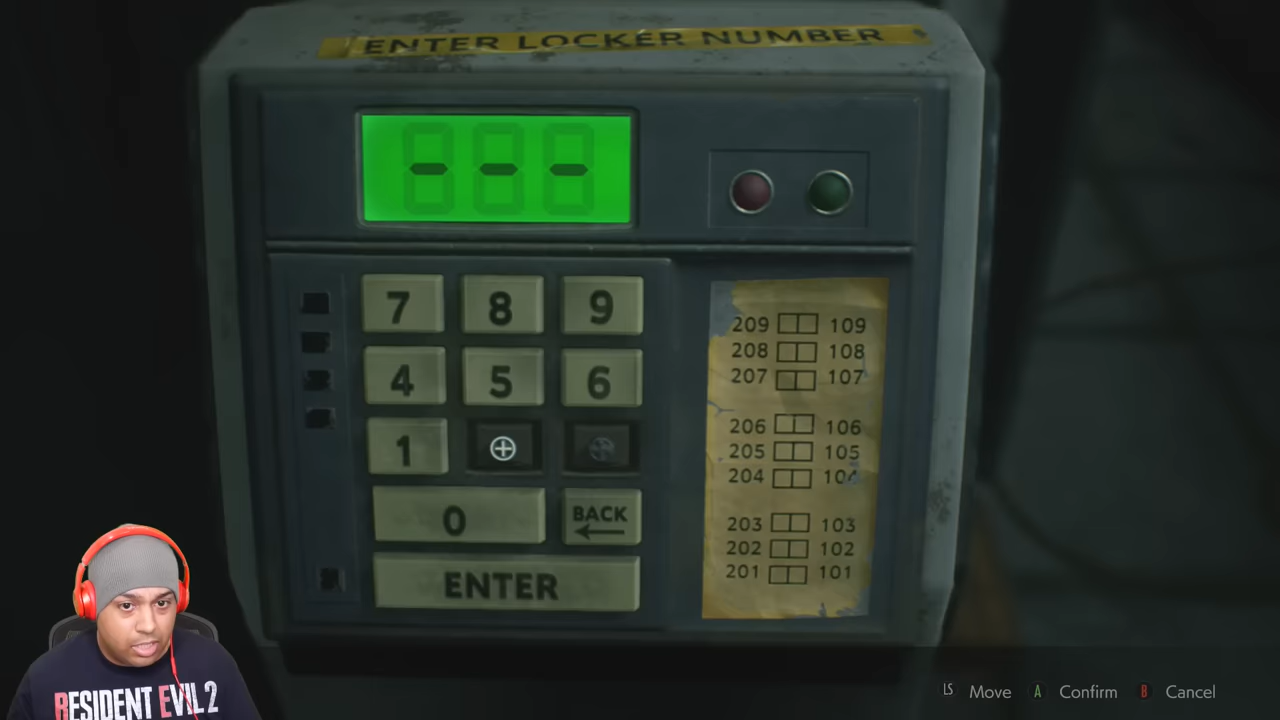 ENTER LOCKER NUMBER
7 8 9
4 5 6
1
0 BACK
ENTER
209 109
208 108
207 107
206 106
205 105
204 104
203 103
202 102
201 101
RESIDENT EVIL 2
LS Move A Confirm B Cancel